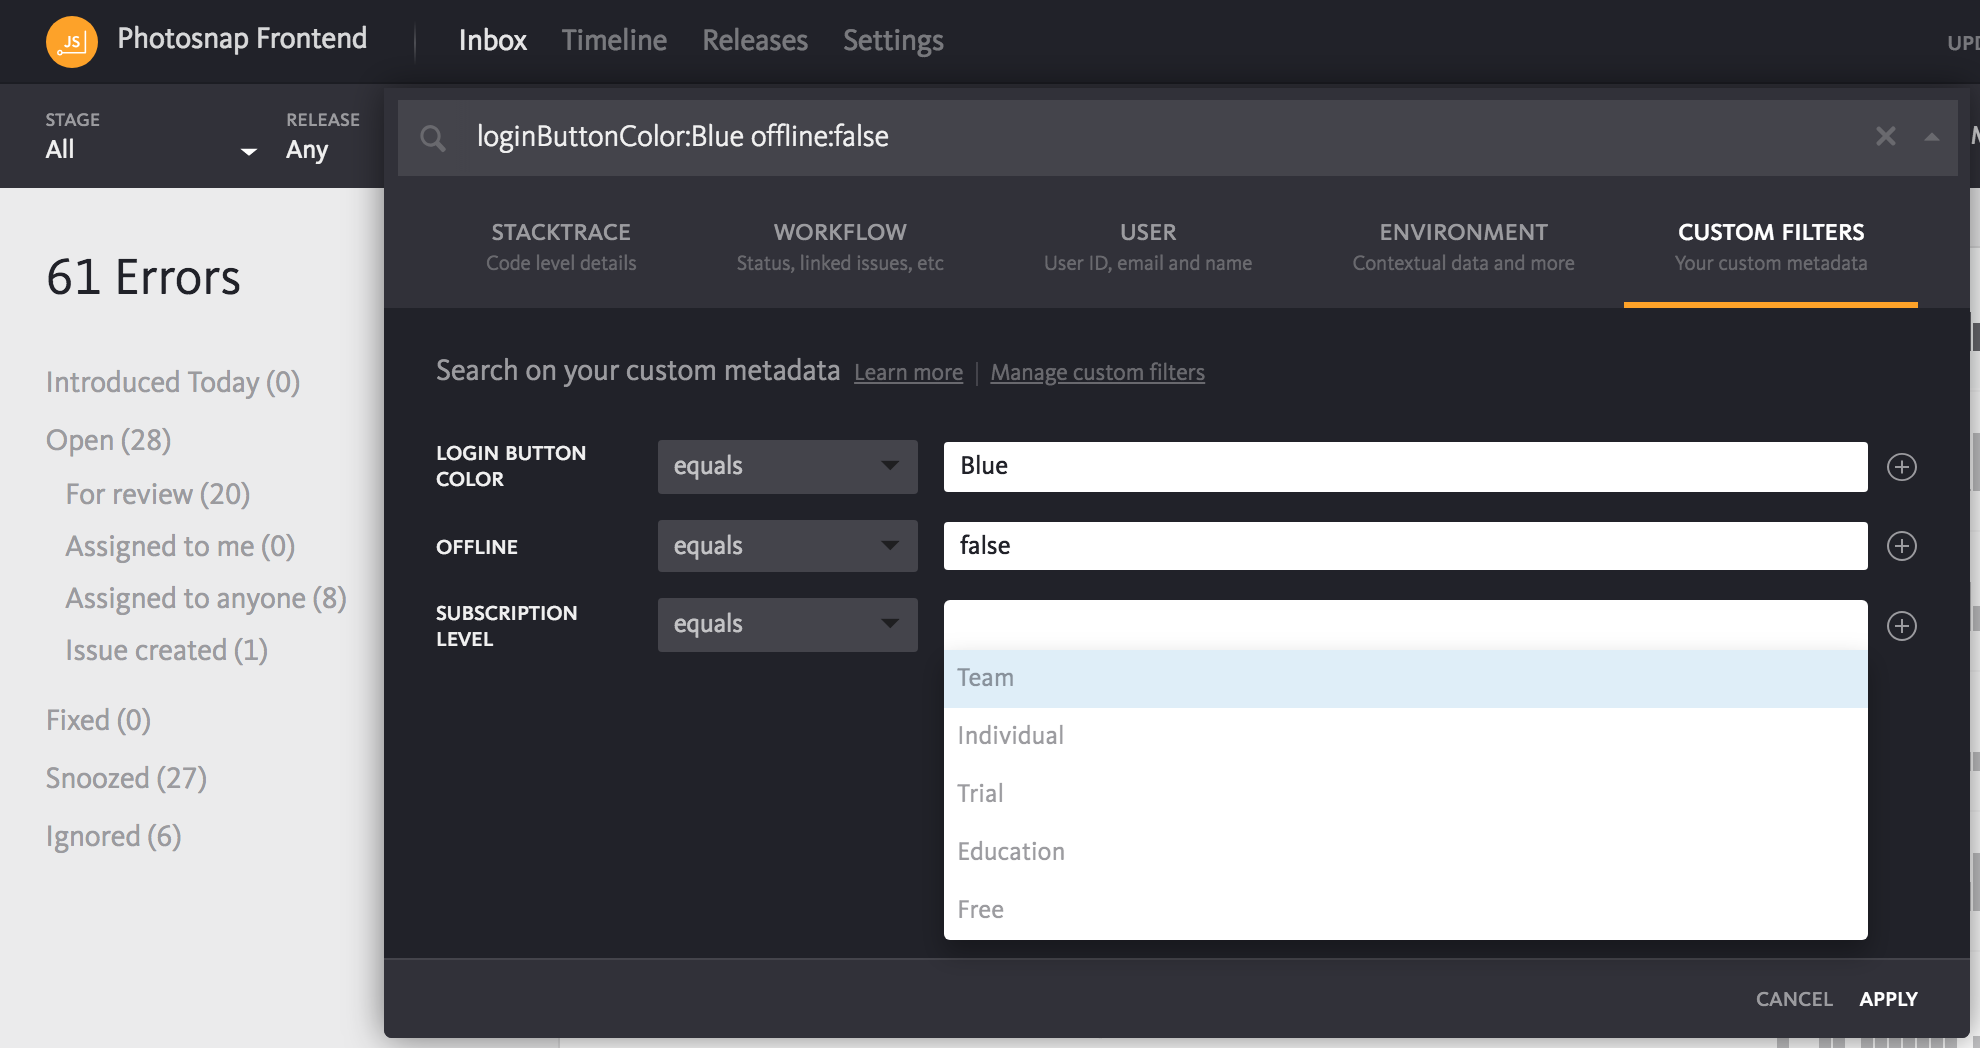 JS
Photosnap Frontend
Inbox
Timeline
Releases
Settings
STAGE
All
RELEASE
Any
loginButtonColor:Blue offline:false
STACKTRACE
Code level details
WORKFLOW
Status, linked issues, etc
USER
User ID, email and name
ENVIRONMENT
Contextual data and more
CUSTOM FILTERS
Your custom metadata
61 Errors
Introduced Today (0)
Open (28)
For review (20)
Assigned to me (0)
Assigned to anyone (8)
Issue created (1)
Fixed (0)
Snoozed (27)
Ignored (6)
Search on your custom metadata Learn more | Manage custom filters
LOGIN BUTTON
COLOR
equals
Blue
OFFLINE
equals
false
SUBSCRIPTION
LEVEL
equals
Team
Individual
Trial
Education
Free
CANCEL
APPLY